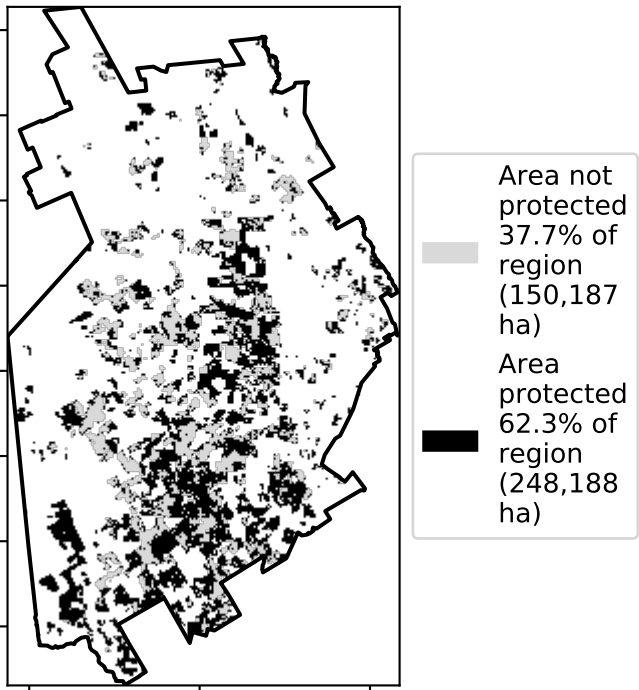 Area not
protected
37.7% of
region
(150,187
ha)
Area
protected
62.3% of
region
(248,188
ha)